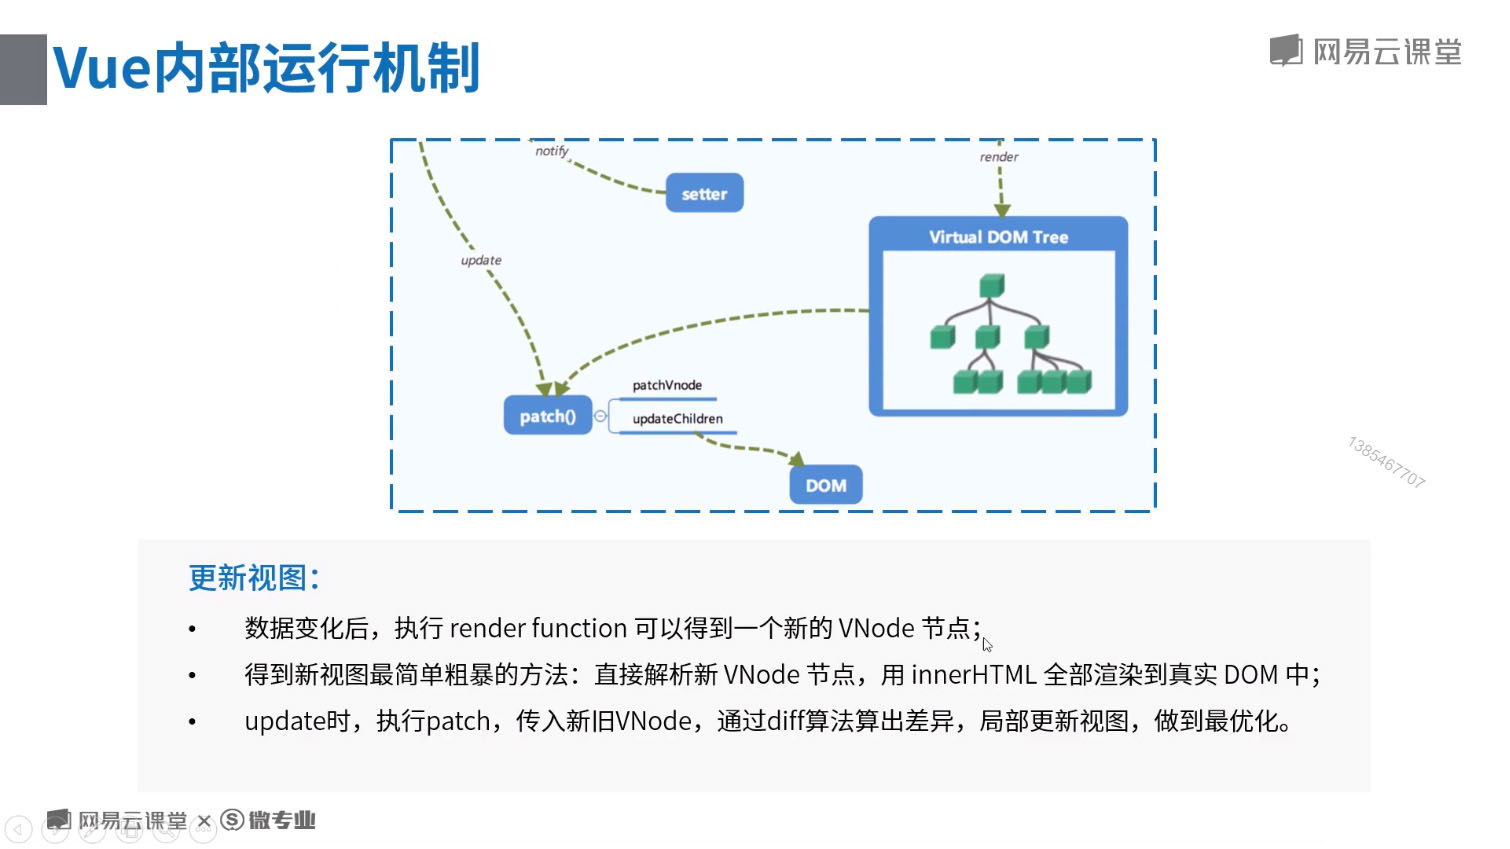 Vue内部运行机制
网易云课堂
notify
render
setter
Virtual DOM Tree
update
patchVnode
patch()
updateChildren
DOM
1385467707
更新视图：
• 数据变化后，执行 render function 可以得到一个新的 VNode 节点；
• 得到新视图最简单粗暴的方法：直接解析新 VNode 节点，用 innerHTML 全部渲染到真实 DOM 中；
• update时，执行patch，传入新旧VNode，通过diff算法算出差异，局部更新视图，做到最优化。
网易云课堂 × 微专业